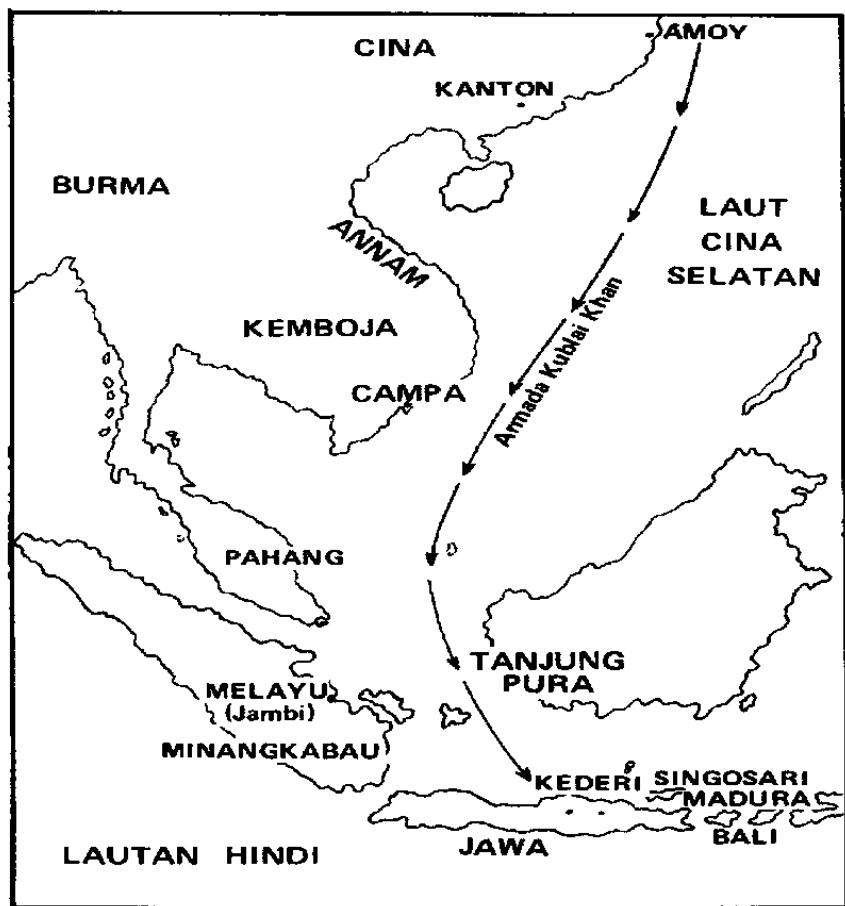 CINA
AMOY
KANTON
BURMA
ANNAM
LAUT
CINA
SELATAN
KEMBOJA
CAMPA
Armada Kublai Khan
PAHANG
TANJUNG
PURA
MELAYU
(Jambi)
MINANGKABAU
KEDERI
SINGOSARI
MADURA
JAWA
BALI
LAUTAN HINDI